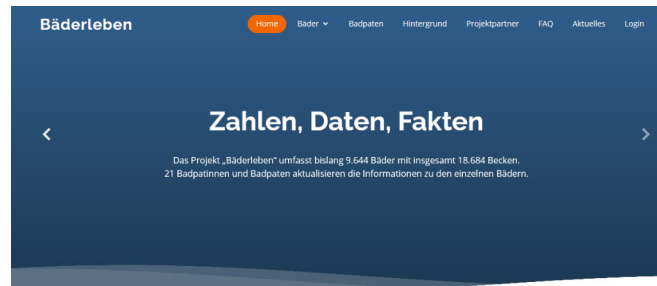 Bäderleben
Home Bäder Badpaten Hintergrund Projektpartner FAQ Aktuelles Login
Zahlen, Daten, Fakten
Das Projekt „Bäderleben“ umfasst bislang 9.644 Bäder mit insgesamt 18.684 Becken.
21 Badpatinnen und Badpaten aktualisieren die Informationen zu den einzelnen Bädern.